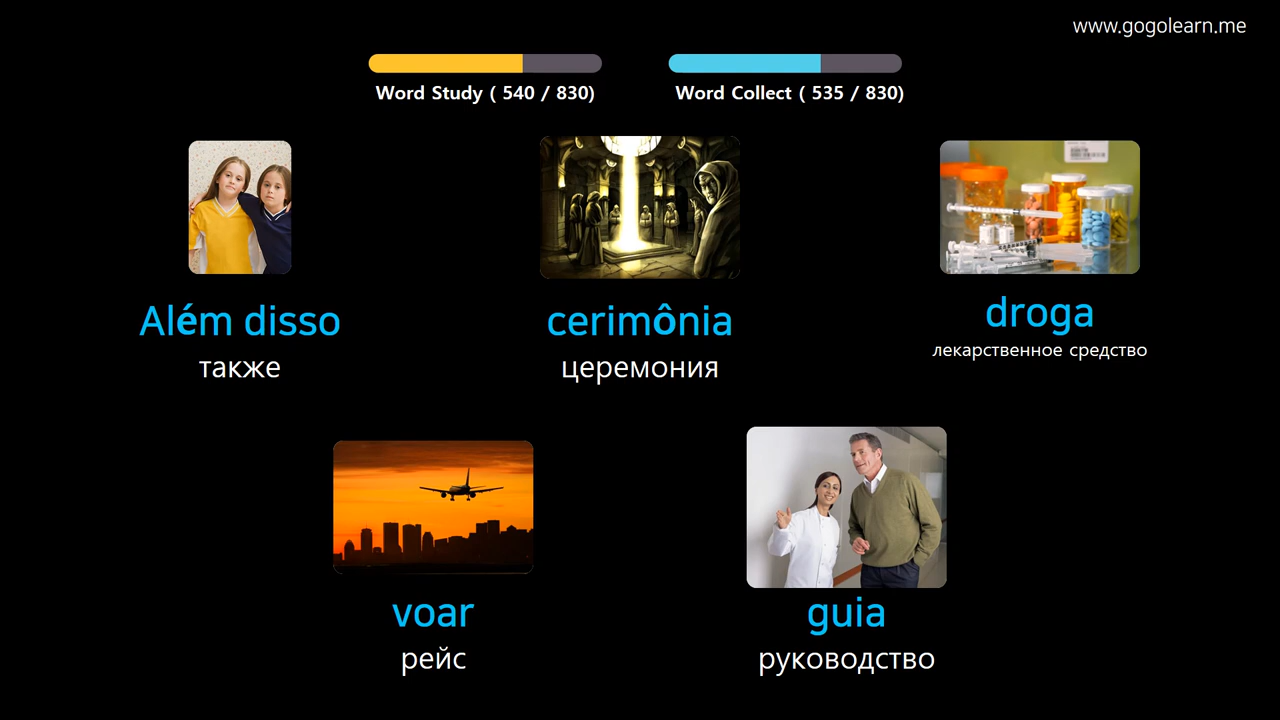 www.gogolearn.me
Word Study ( 540 / 830)
Word Collect ( 535 / 830)
Além disso
также
cerimônia
церемония
droga
лекарственное средство
voar
рейс
guia
руководство